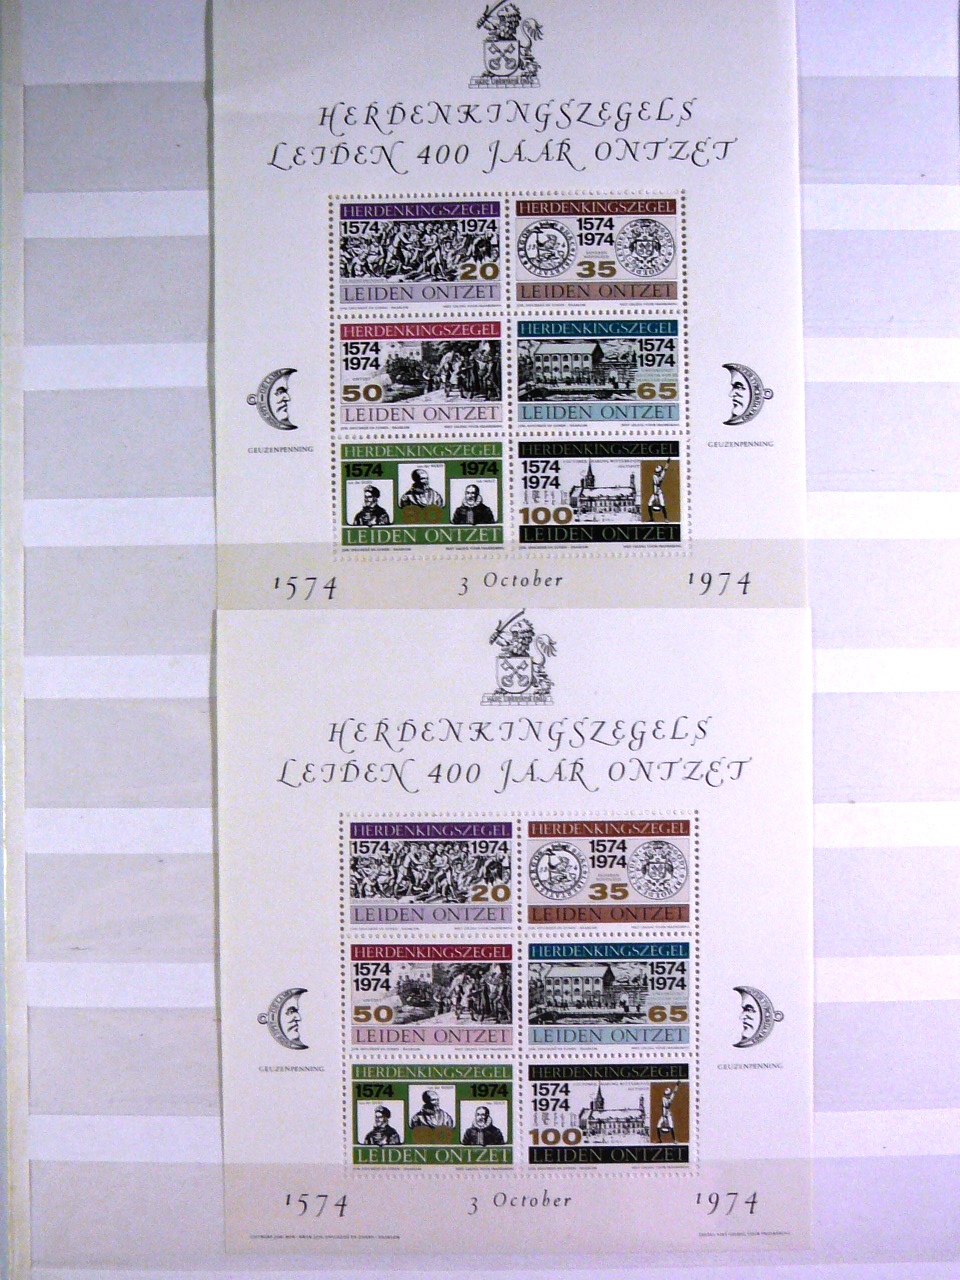 HERDENKINGSZEGELS
LEIDEN 400 JAAR ONTZET
HERDENKINGSZEGEL
1574 1974
20
LEIDEN ONTZET
HERDENKINGSZEGEL
1574
1974
35
LEIDEN ONTZET
HERDENKINGSZEGEL
1574
1974
50
LEIDEN ONTZET
HERDENKINGSZEGEL
1574
1974
65
LEIDEN ONTZET
HERDENKINGSZEGEL
1574 1974
LEIDEN ONTZET
HERDENKINGSZEGEL
1574
1974
100
LEIDEN ONTZET
GEUZENPENNING
GEUZENPENNING
1574 3 October 1974
HERDENKINGSZEGELS
LEIDEN 400 JAAR ONTZET
HERDENKINGSZEGEL
1574 1974
20
LEIDEN ONTZET
HERDENKINGSZEGEL
1574
1974
35
LEIDEN ONTZET
HERDENKINGSZEGEL
1574
1974
50
LEIDEN ONTZET
HERDENKINGSZEGEL
1574
1974
65
LEIDEN ONTZET
HERDENKINGSZEGEL
1574 1974
LEIDEN ONTZET
HERDENKINGSZEGEL
1574
1974
100
LEIDEN ONTZET
GEUZENPENNING
GEUZENPENNING
1574 3 October 1974